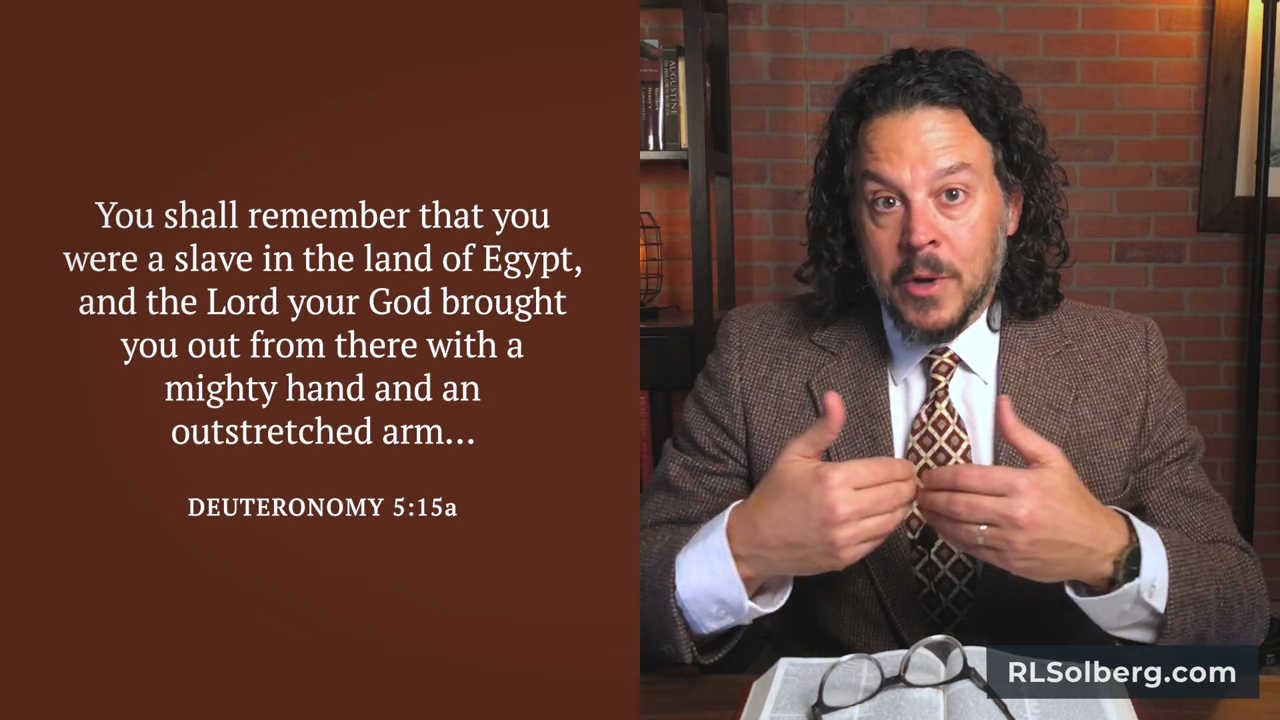 You shall remember that you
were a slave in the land of Egypt,
and the Lord your God brought
you out from there with a
mighty hand and an
outstretched arm...
DEUTERONOMY 5:15a
AUGUSTINE
RLSolberg.com